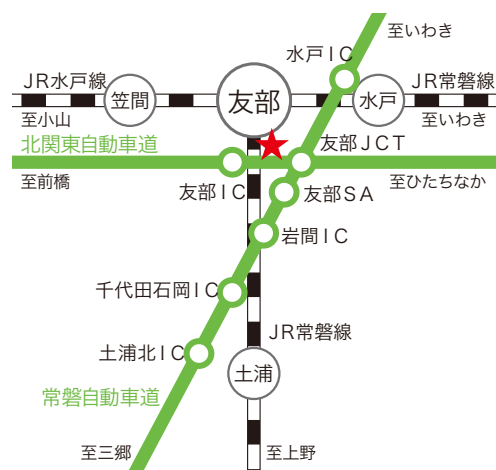 至いわき
水戸IC
JR水戸線
笠間
友部
水戸
JR常磐線
至小山
至いわき
北関東自動車道
友部JCT
至前橋
友部IC
友部SA
至ひたちなか
岩間IC
千代田石岡IC
JR常磐線
土浦北IC
土浦
常磐自動車道
至三郷
至上野